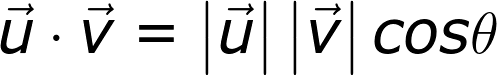 u⃗ · v⃗ = |u⃗| |v⃗| cosθ